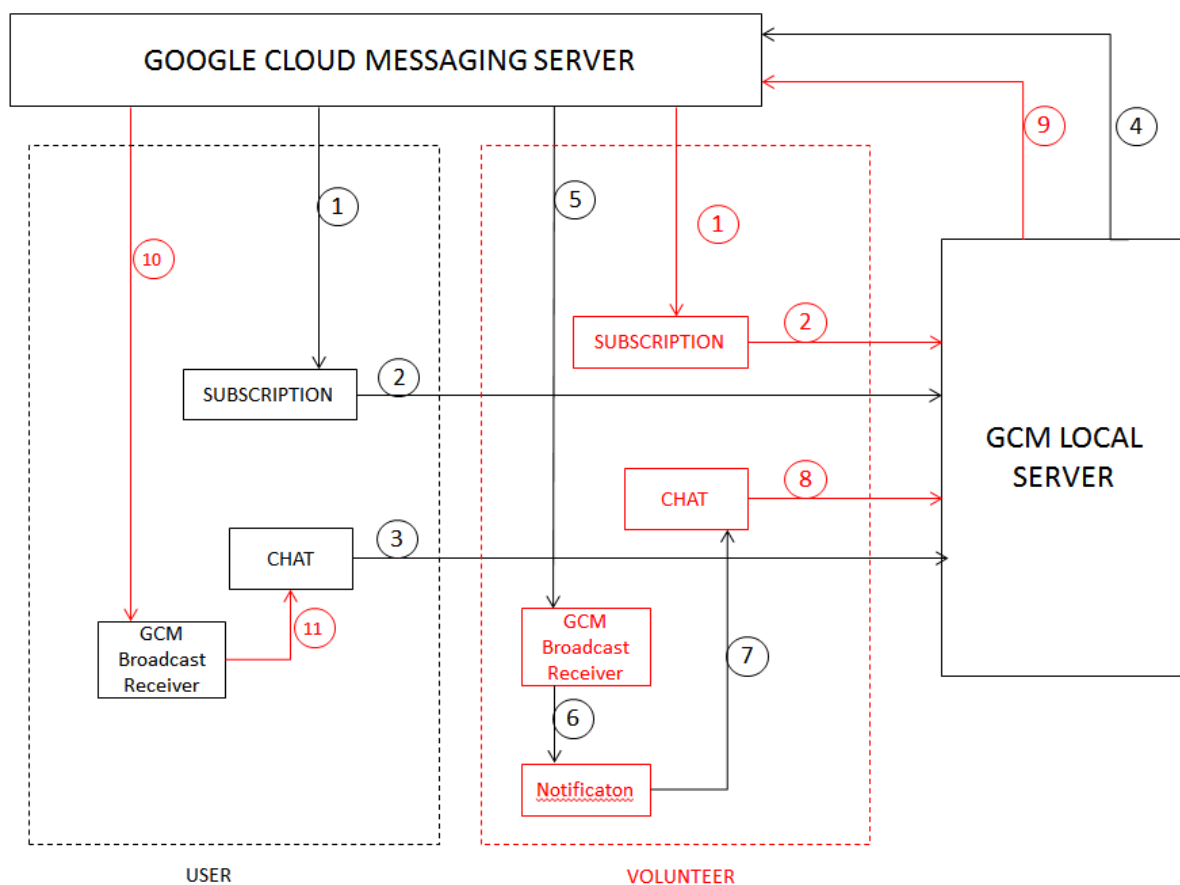 GOOGLE CLOUD MESSAGING SERVER
9
4
1
5
1
10
2
SUBSCRIPTION
2
SUBSCRIPTION
GCM LOCAL
SERVER
8
CHAT
3
CHAT
11
GCM
Broadcast
Receiver
GCM
Broadcast
Receiver
7
6
Notificaton
USER
VOLUNTEER